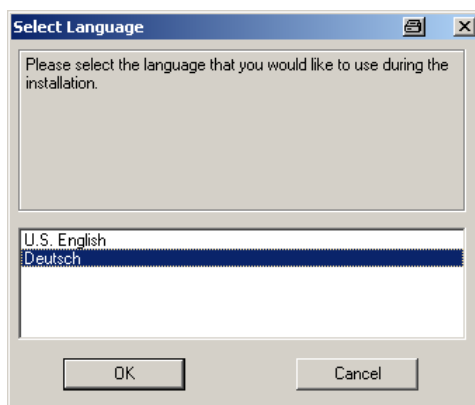 Select Language
Please select the language that you would like to use during the
installation.
U.S. English
Deutsch
OK
Cancel